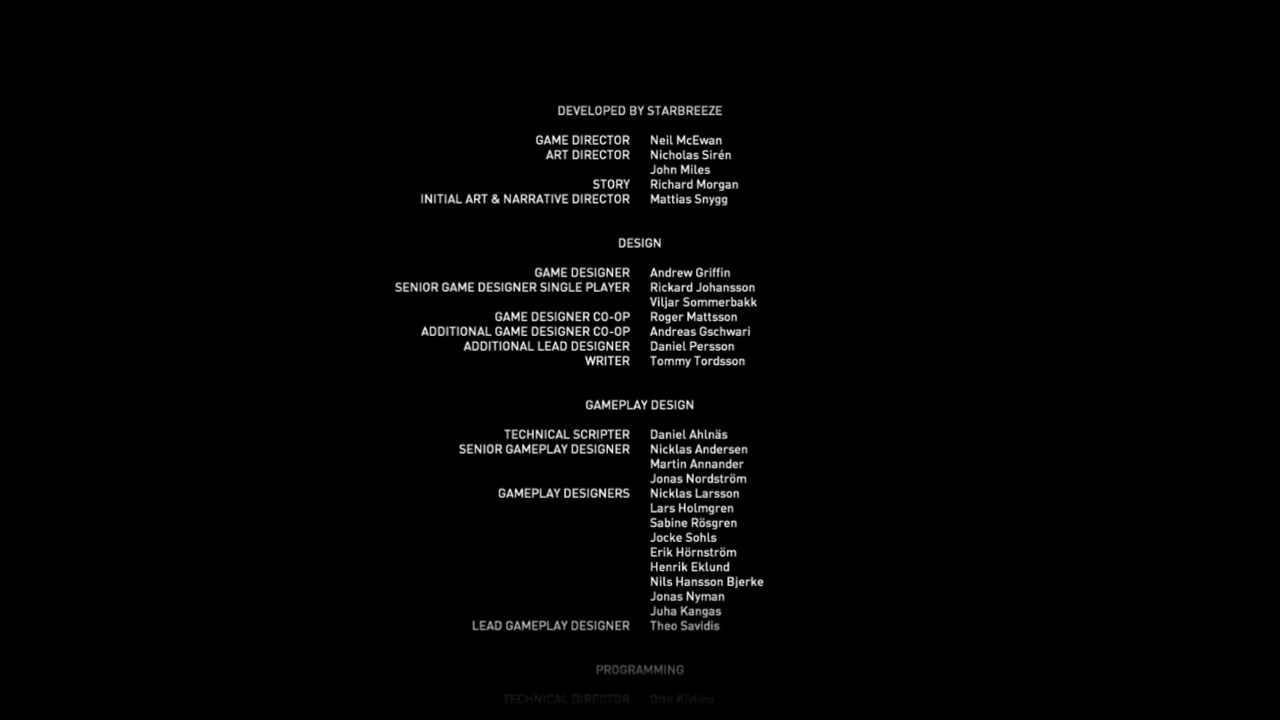 DEVELOPED BY STARBREEZE
GAME DIRECTOR Neil McEwan
ART DIRECTOR Nicholas Sirén
John Miles
STORY Richard Morgan
INITIAL ART & NARRATIVE DIRECTOR Mattias Snygg
DESIGN
GAME DESIGNER Andrew Griffin
SENIOR GAME DESIGNER SINGLE PLAYER Rickard Johansson
Viljar Sommerbakk
GAME DESIGNER CO-OP Roger Mattsson
ADDITIONAL GAME DESIGNER CO-OP Andreas Gschwari
ADDITIONAL LEAD DESIGNER Daniel Persson
WRITER Tommy Tordsson
GAMEPLAY DESIGN
TECHNICAL SCRIPTER Daniel Ahlnäs
SENIOR GAMEPLAY DESIGNER Nicklas Andersen
Martin Annander
Jonas Nordström
GAMEPLAY DESIGNERS Nicklas Larsson
Lars Holmgren
Sabine Rösgren
Jocke Sohls
Erik Hörnström
Henrik Eklund
Nils Hansson Bjerke
Jonas Nyman
Juha Kangas
LEAD GAMEPLAY DESIGNER Theo Savidis
PROGRAMMING
TECHNICAL DIRECTOR Otto Kivling